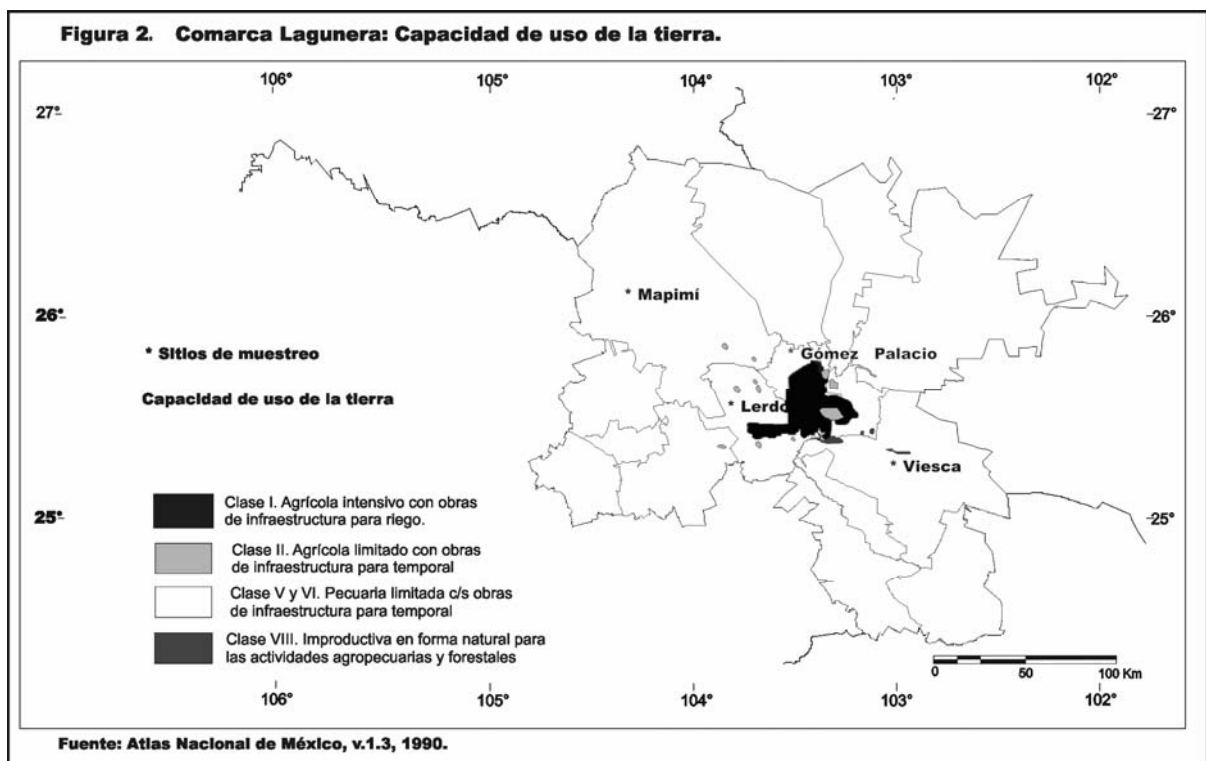 Figura 2. Comarca Lagunera: Capacidad de uso de la tierra.
106° 105° 104° 103° 102°
27° 27°
* Mapimí
26° 26°
* Sitios de muestreo
* Gómez Palacio
Capacidad de uso de la tierra
* Lerdo
* Viesca
Clase I. Agrícola intensivo con obras
de infraestructura para riego.
25° 25°
Clase II. Agrícola limitado con obras
de infraestructura para temporal
Clase V y VI. Pecuaria limitada c/s obras
de infraestructura para temporal
Clase VIII. Improductiva en forma natural para
las actividades agropecuarias y forestales
0 50 100 Km
106° 105° 104° 103° 102°
Fuente: Atlas Nacional de México, v.1.3, 1990.